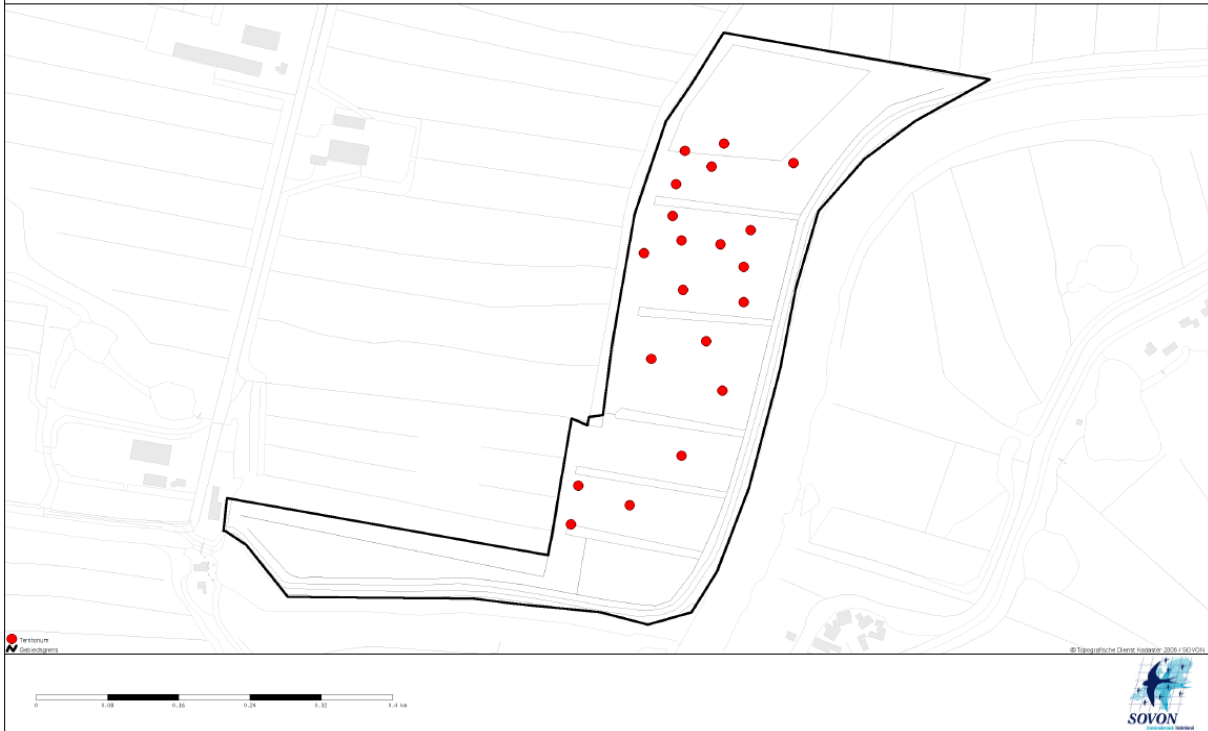 Territorium
Gebiedsgrens
© Topografische Dienst Kadaster 2006 / SOVON
0 0.08 0.16 0.24 0.32 0.4 km
SOVON